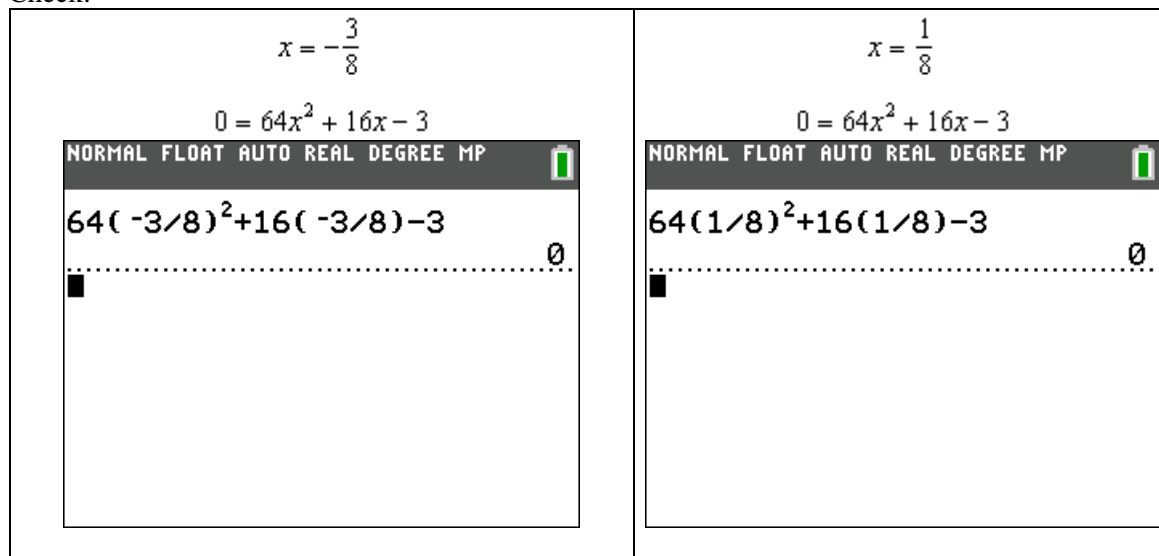 x = -3/8
0 = 64x² + 16x - 3
NORMAL FLOAT AUTO REAL DEGREE MP
64(-3/8)²+16(-3/8)-3
0
x = 1/8
0 = 64x² + 16x - 3
NORMAL FLOAT AUTO REAL DEGREE MP
64(1/8)²+16(1/8)-3
0